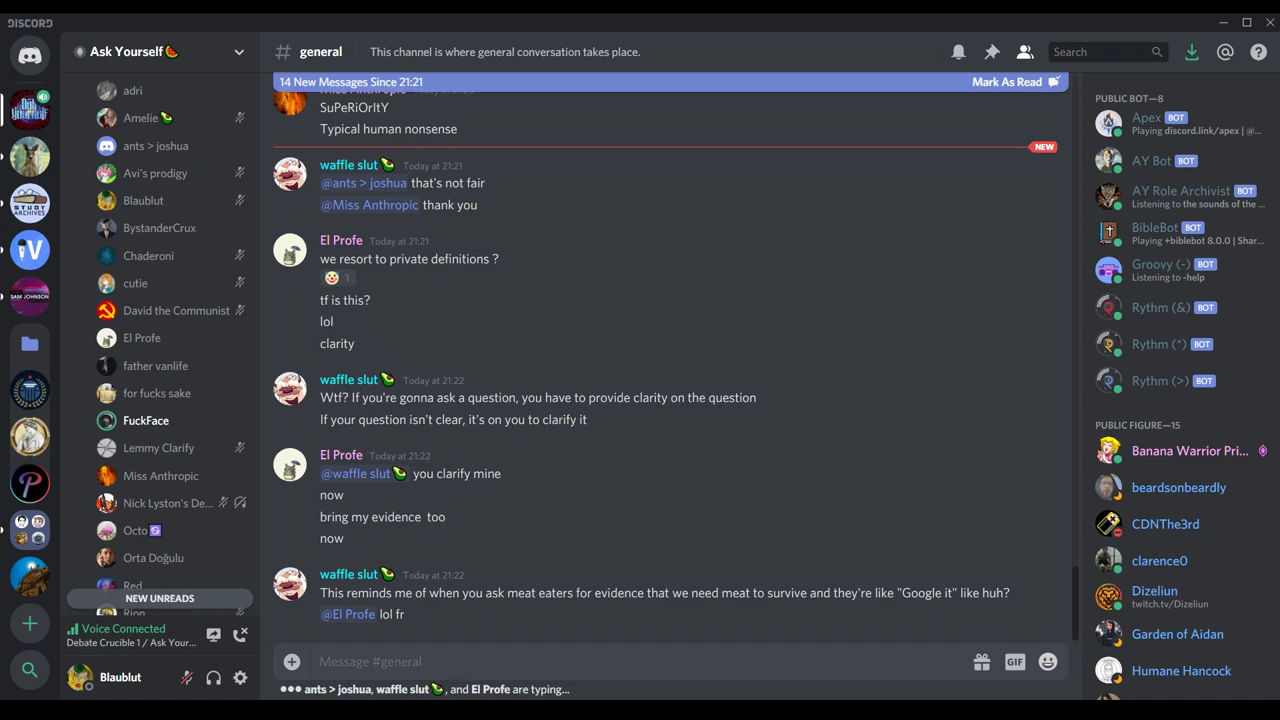 DISCORD
Ask Yourself🍉
# general
This channel is where general conversation takes place.
Search
adri
Amelie🥑
ants > joshua
Avi's prodigy
Blaublut
BystanderCrux
Chaderoni
cutie
David the Communist
El Profe
father vanlife
for fucks sake
FuckFace
Lemmy Clarify
Miss Anthropic
Nick Lyston's De...
Octo
Orta Doğulu
Red
NEW UNREADS
Voice Connected
Debate Crucible 1 / Ask Your...
Blaublut
V
SAM JOHNSON
14 New Messages Since 21:21
Mark As Read
SuPeRiOrItY
Typical human nonsense
NEW
waffle slut🥑 Today at 21:21
@ants > joshua that's not fair
@Miss Anthropic thank you
El Profe Today at 21:21
we resort to private definitions ?
🤡 1
tf is this?
lol
clarity
waffle slut🥑 Today at 21:22
Wtf? If you're gonna ask a question, you have to provide clarity on the question
If your question isn't clear, it's on you to clarify it
El Profe Today at 21:22
@waffle slut🥑 you clarify mine
now
bring my evidence too
now
waffle slut🥑 Today at 21:22
This reminds me of when you ask meat eaters for evidence that we need meat to survive and they're like "Google it" like huh?
@El Profe lol fr
Message #general
GIF
ants > joshua, waffle slut🥑, and El Profe are typing...
PUBLIC BOT—8
Apex BOT
Playing discord.link/apex | @...
AY Bot BOT
AY Role Archivist BOT
Listening to the sounds of the ...
BibleBot BOT
Playing +biblebot 8.0.0 | Shar...
Groovy (-) BOT
Listening to -help
Rythm (&) BOT
Rythm (*) BOT
Rythm (>) BOT
PUBLIC FIGURE—15
Banana Warrior Pri...
beardsonbeardly
CDNThe3rd
clarence0
Dizeliun
twitch.tv/Dizeliun
Garden of Aidan
Humane Hancock